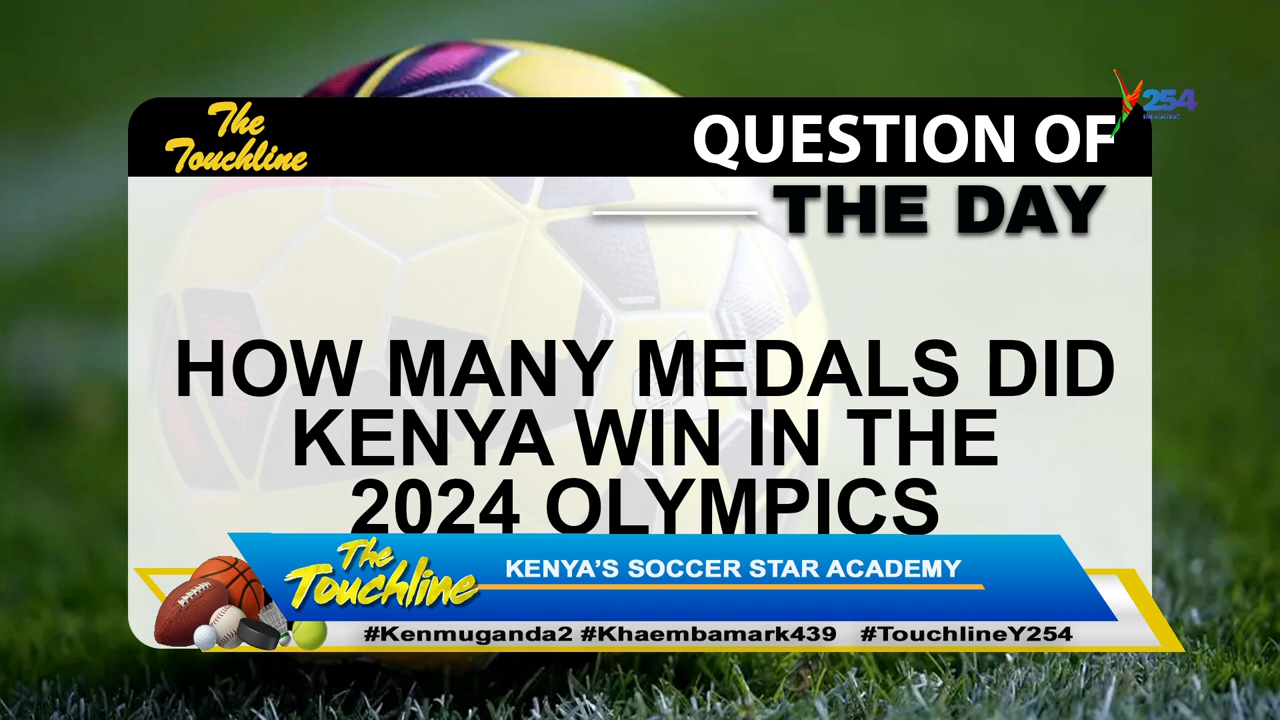 The
Touchline
254
QUESTION OF
THE DAY
HOW MANY MEDALS DID
KENYA WIN IN THE
2024 OLYMPICS
The
Touchline
KENYA’S SOCCER STAR ACADEMY
#Kenmuganda2 #Khaembamark439 #TouchlineY254